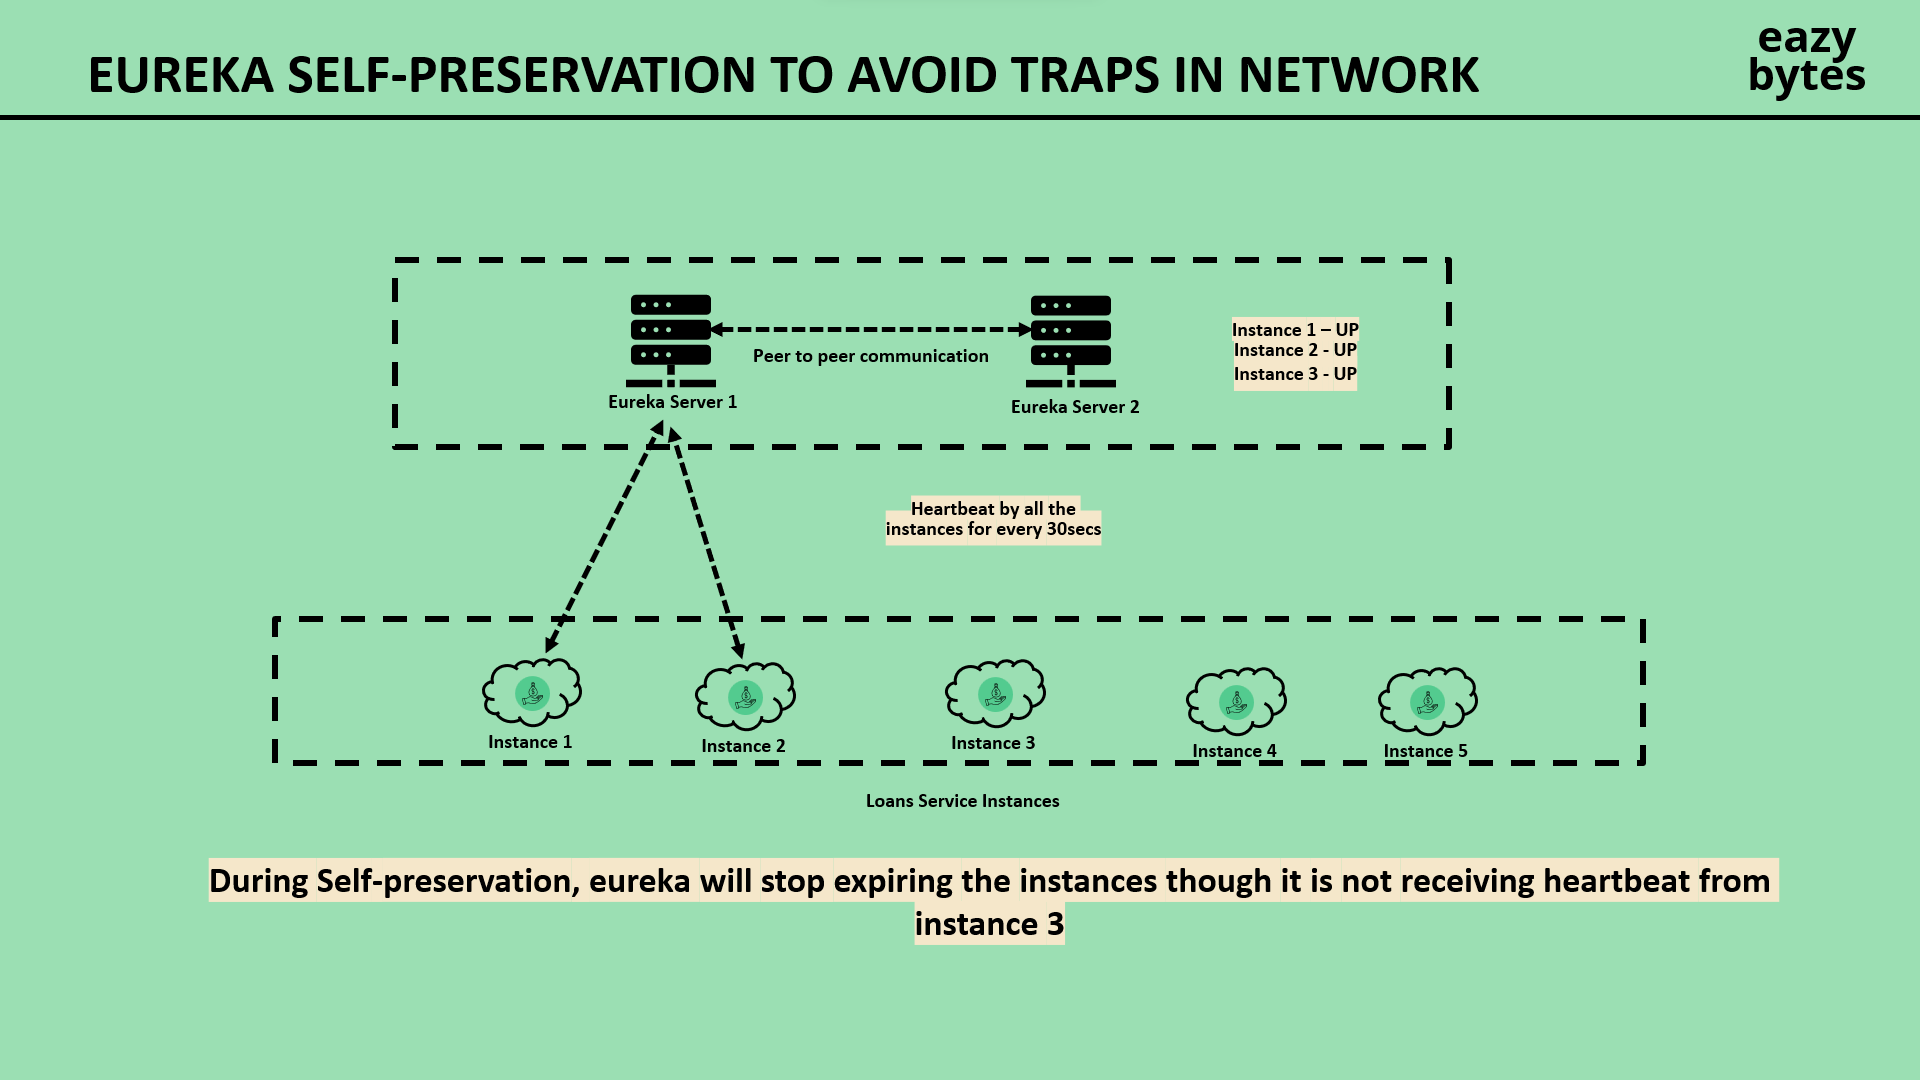 EUREKA SELF-PRESERVATION TO AVOID TRAPS IN NETWORK
eazy
bytes
Peer to peer communication
Eureka Server 1
Eureka Server 2
Instance 1 – UP
Instance 2 - UP
Instance 3 - UP
Heartbeat by all the
instances for every 30secs
Instance 1
Instance 2
Instance 3
Instance 4
Instance 5
Loans Service Instances
During Self-preservation, eureka will stop expiring the instances though it is not receiving heartbeat from
instance 3